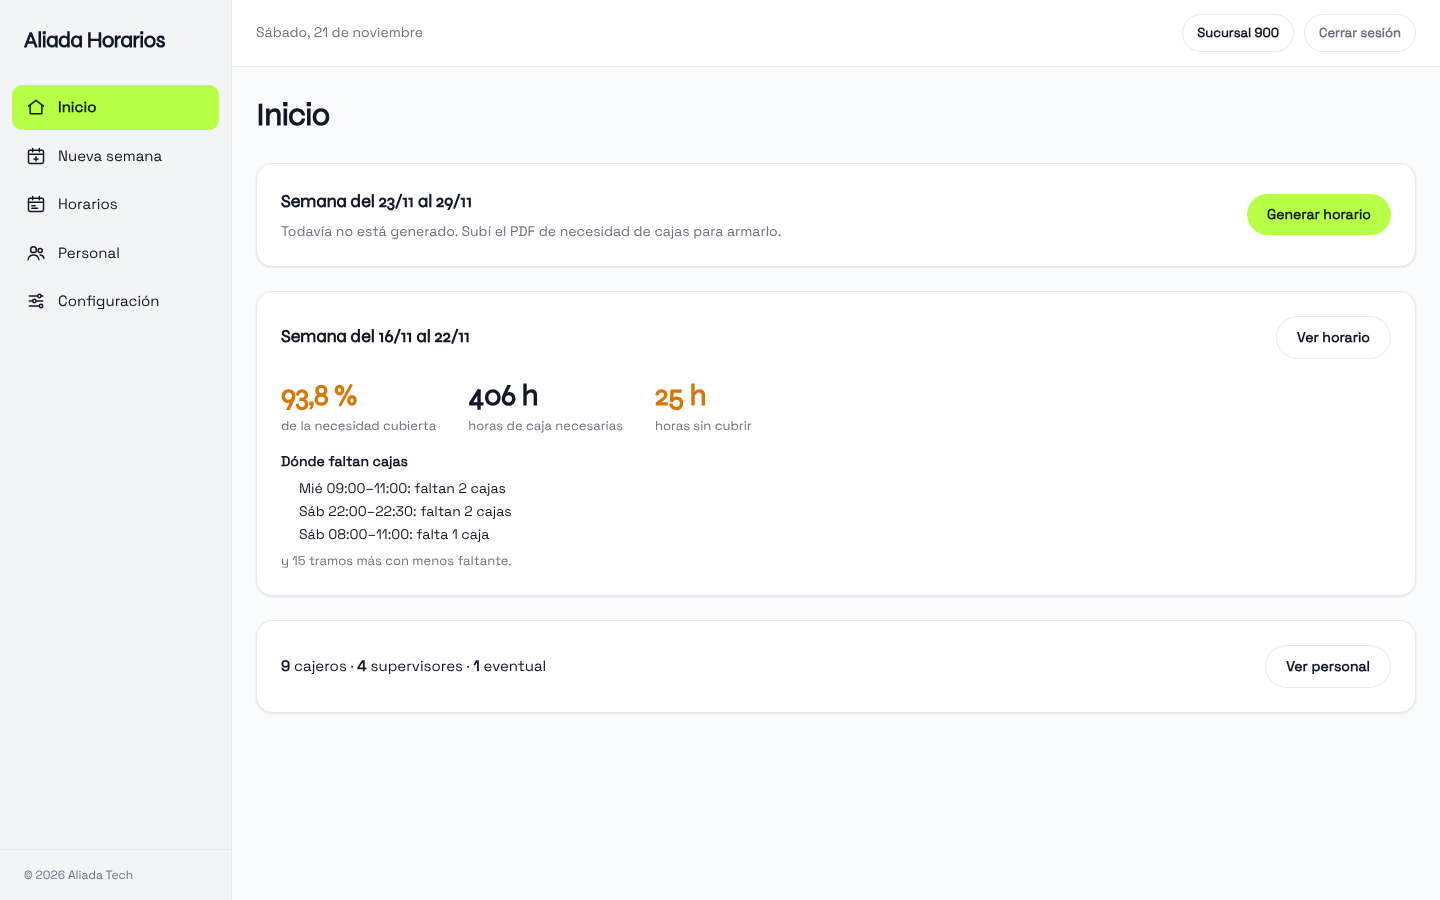 Aliada Horarios
Inicio
Nueva semana
Horarios
Personal
Configuración
© 2026 Aliada Tech
Sábado, 21 de noviembre
Sucursal 900
Cerrar sesión
Inicio
Semana del 23/11 al 29/11
Todavía no está generado. Subí el PDF de necesidad de cajas para armarlo.
Generar horario
Semana del 16/11 al 22/11
Ver horario
93,8 %
de la necesidad cubierta
406 h
horas de caja necesarias
25 h
horas sin cubrir
Dónde faltan cajas
Mié 09:00–11:00: faltan 2 cajas
Sáb 22:00–22:30: faltan 2 cajas
Sáb 08:00–11:00: falta 1 caja
y 15 tramos más con menos faltante.
9 cajeros · 4 supervisores · 1 eventual
Ver personal